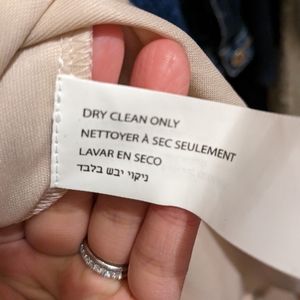 DRY CLEAN ONLY
NETTOYER À SEC SEULEMENT
LAVAR EN SECO
ניקוי יבש בלבד